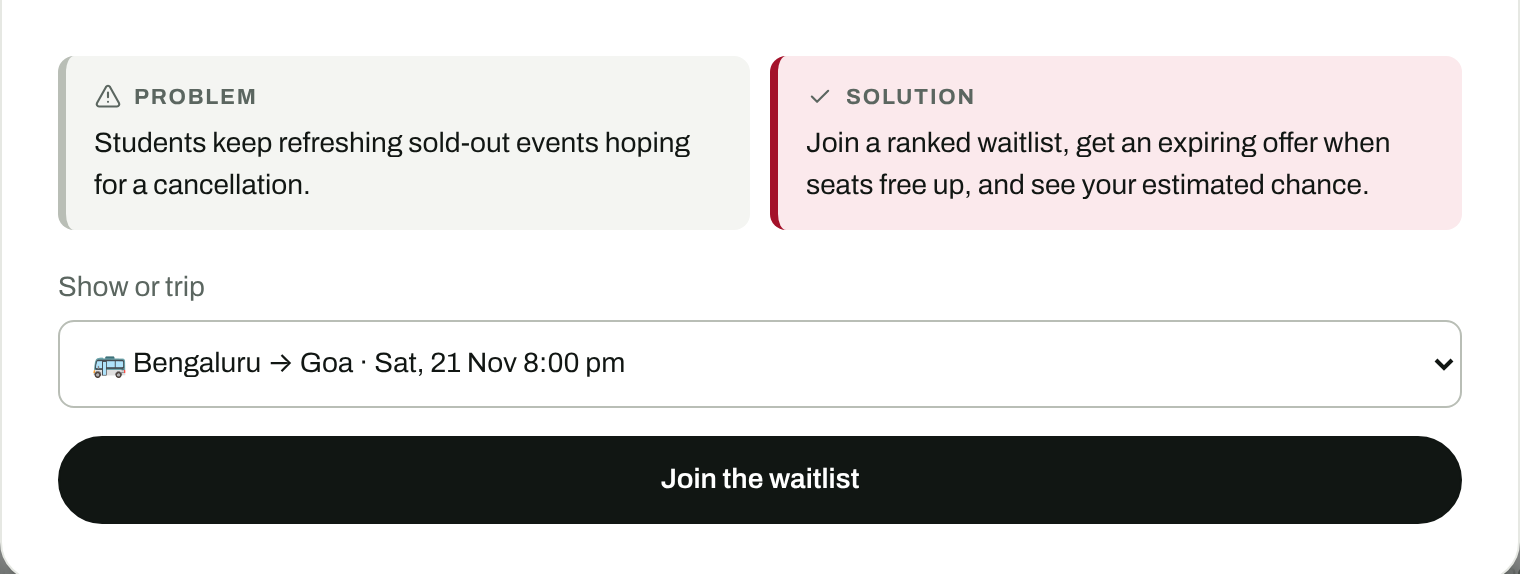 PROBLEM
Students keep refreshing sold-out events hoping
for a cancellation.
SOLUTION
Join a ranked waitlist, get an expiring offer when
seats free up, and see your estimated chance.
Show or trip
🚌 Bengaluru → Goa · Sat, 21 Nov 8:00 pm
Join the waitlist